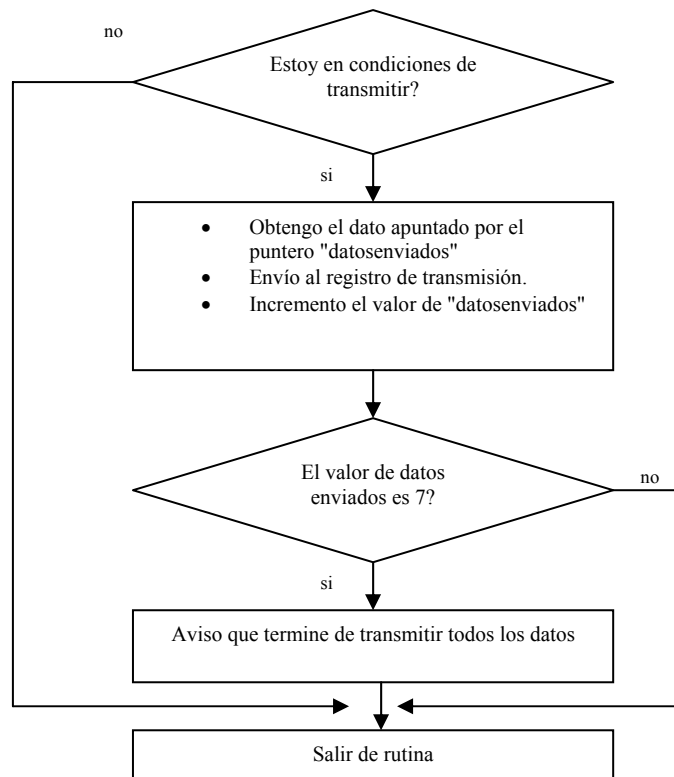 no
Estoy en condiciones de
transmitir?
si
• Obtengo el dato apuntado por el
puntero "datosenviados"
• Envío al registro de transmisión.
• Incremento el valor de "datosenviados"
El valor de datos
enviados es 7?
no
si
Aviso que termine de transmitir todos los datos
Salir de rutina